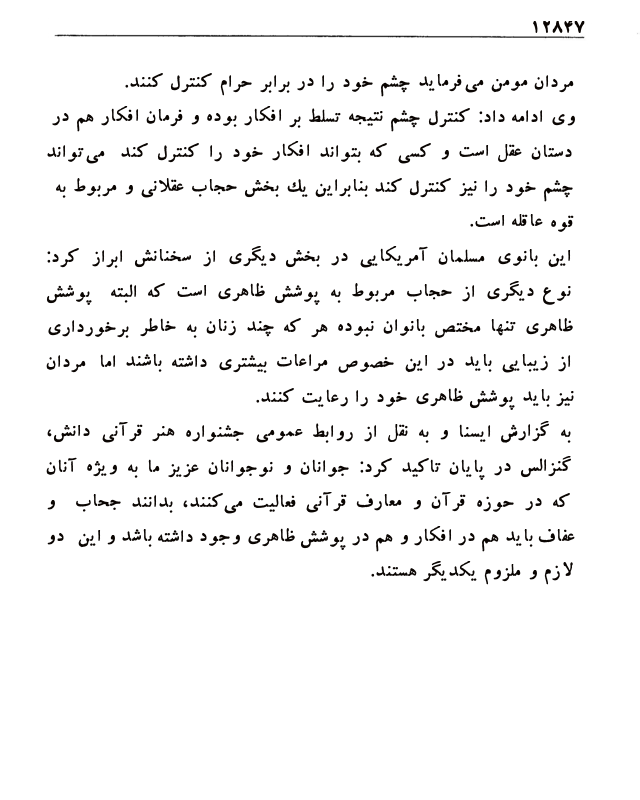 ۱۲۸۴۷
مردان مومن می‌فرماید چشم خود را در برابر حرام کنترل کنند.
وی ادامه داد: کنترل چشم نتیجه تسلط بر افکار بوده و فرمان افکار هم در
دستان عقل است و کسی که بتواند افکار خود را کنترل کند می‌تواند
چشم خود را نیز کنترل کند بنابراین یك بخش حجاب عقلانی و مربوط به
قوه عاقله است.
این بانوی مسلمان آمریکایی در بخش دیگری از سخنانش ابراز کرد:
نوع دیگری از حجاب مربوط به پوشش ظاهری است که البته پوشش
ظاهری تنها مختص بانوان نبوده هر که چند زنان به خاطر برخورداری
از زیبایی باید در این خصوص مراعات بیشتری داشته باشند اما مردان
نیز باید پوشش ظاهری خود را رعایت کنند.
به گزارش ایسنا و به نقل از روابط عمومی جشنواره هنر قرآنی دانش،
گنزالس در پایان تاکید کرد: جوانان و نوجوانان عزیز ما به ویژه آنان
که در حوزه قرآن و معارف قرآنی فعالیت می‌کنند، بدانند جحاب و
عفاف باید هم در افکار و هم در پوشش ظاهری وجود داشته باشد و این دو
لازم و ملزوم یکدیگر هستند.